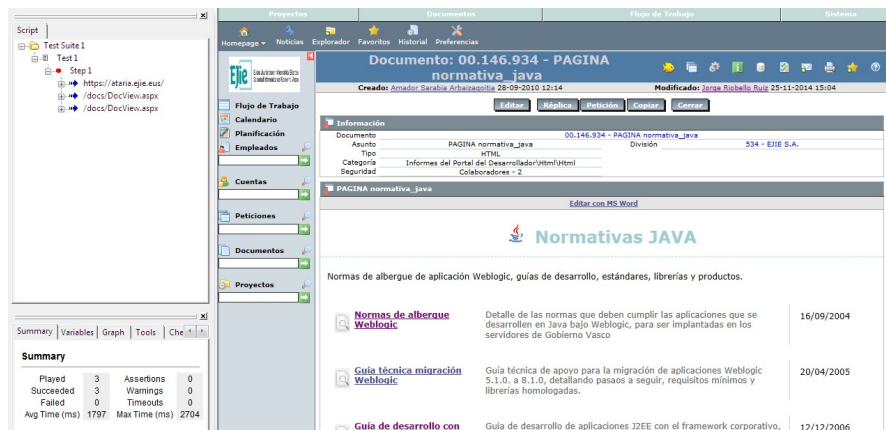 Script
Test Suite 1
Test 1
Step 1
https://ataria.ejie.eus/
/docs/DocView.aspx
/docs/DocView.aspx
Summary Variables Graph Tools Che
Summary
Played 3 Assertions 0
Succeeded 3 Warnings 0
Failed 0 Timeouts 0
Avg Time (ms) 1797 Max Time (ms) 2704
Proyectos Documentos Flujo de Trabajo Sistema
Homepage Noticias Explorador Favoritos Historial Preferencias
EJie
Flujo de Trabajo
Calendario
Planificación
Empleados
Cuentas
Peticiones
Documentos
Proyectos
Documento: 00.146.934 - PAGINA
normativa_java
Creado: Amador Sarabia Arbaizagoitia 28-09-2010 12:14 Modificado: Jorge Riobello Ruiz 25-11-2014 15:04
Editar Réplica Petición Copiar Cerrar
Información
Documento 00.146.934 - PAGINA normativa_java
Asunto PAGINA normativa_java División 534 - EJIE S.A.
Tipo HTML
Categoría Informes del Portal del Desarrollador\Html\Html
Seguridad Colaboradores - 2
PAGINA normativa_java
Editar con MS Word
Normativas JAVA
Normas de albergue de aplicación Weblogic, guías de desarrollo, estándares, librerías y productos.
Normas de albergue Weblogic
Detalle de las normas que deben cumplir las aplicaciones que se
desarrollen en Java bajo Weblogic, para ser implantadas en los
servidores de Gobierno Vasco
16/09/2004
Guía técnica migración Weblogic
Guía técnica de apoyo para la migración de aplicaciones Weblogic
5.1.0. a 8.1.0, detallando pasaos a seguir, requisitos mínimos y
librerías homologadas.
20/04/2005
Guía de desarrollo con
Guia de desarrollo de aplicaciones J2EE con el framework corporativo,
12/12/2006